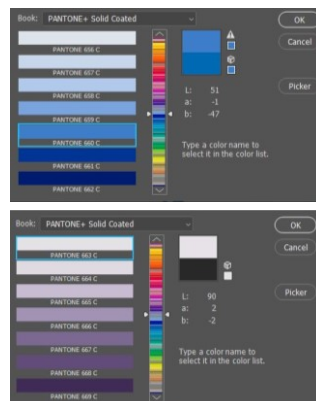 Book: PANTONE+ Solid Coated
OK
PANTONE 656 C
Cancel
PANTONE 657 C
PANTONE 658 C
L: 51
Picker
a: -1
PANTONE 659 C
b: -47
PANTONE 660 C
Type a color name to
select it in the color list.
PANTONE 661 C
PANTONE 662 C
Book: PANTONE+ Solid Coated
OK
PANTONE 663 C
Cancel
PANTONE 664 C
PANTONE 665 C
L: 90
Picker
a: 2
PANTONE 666 C
b: -2
PANTONE 667 C
Type a color name to
select it in the color list.
PANTONE 668 C
PANTONE 669 C